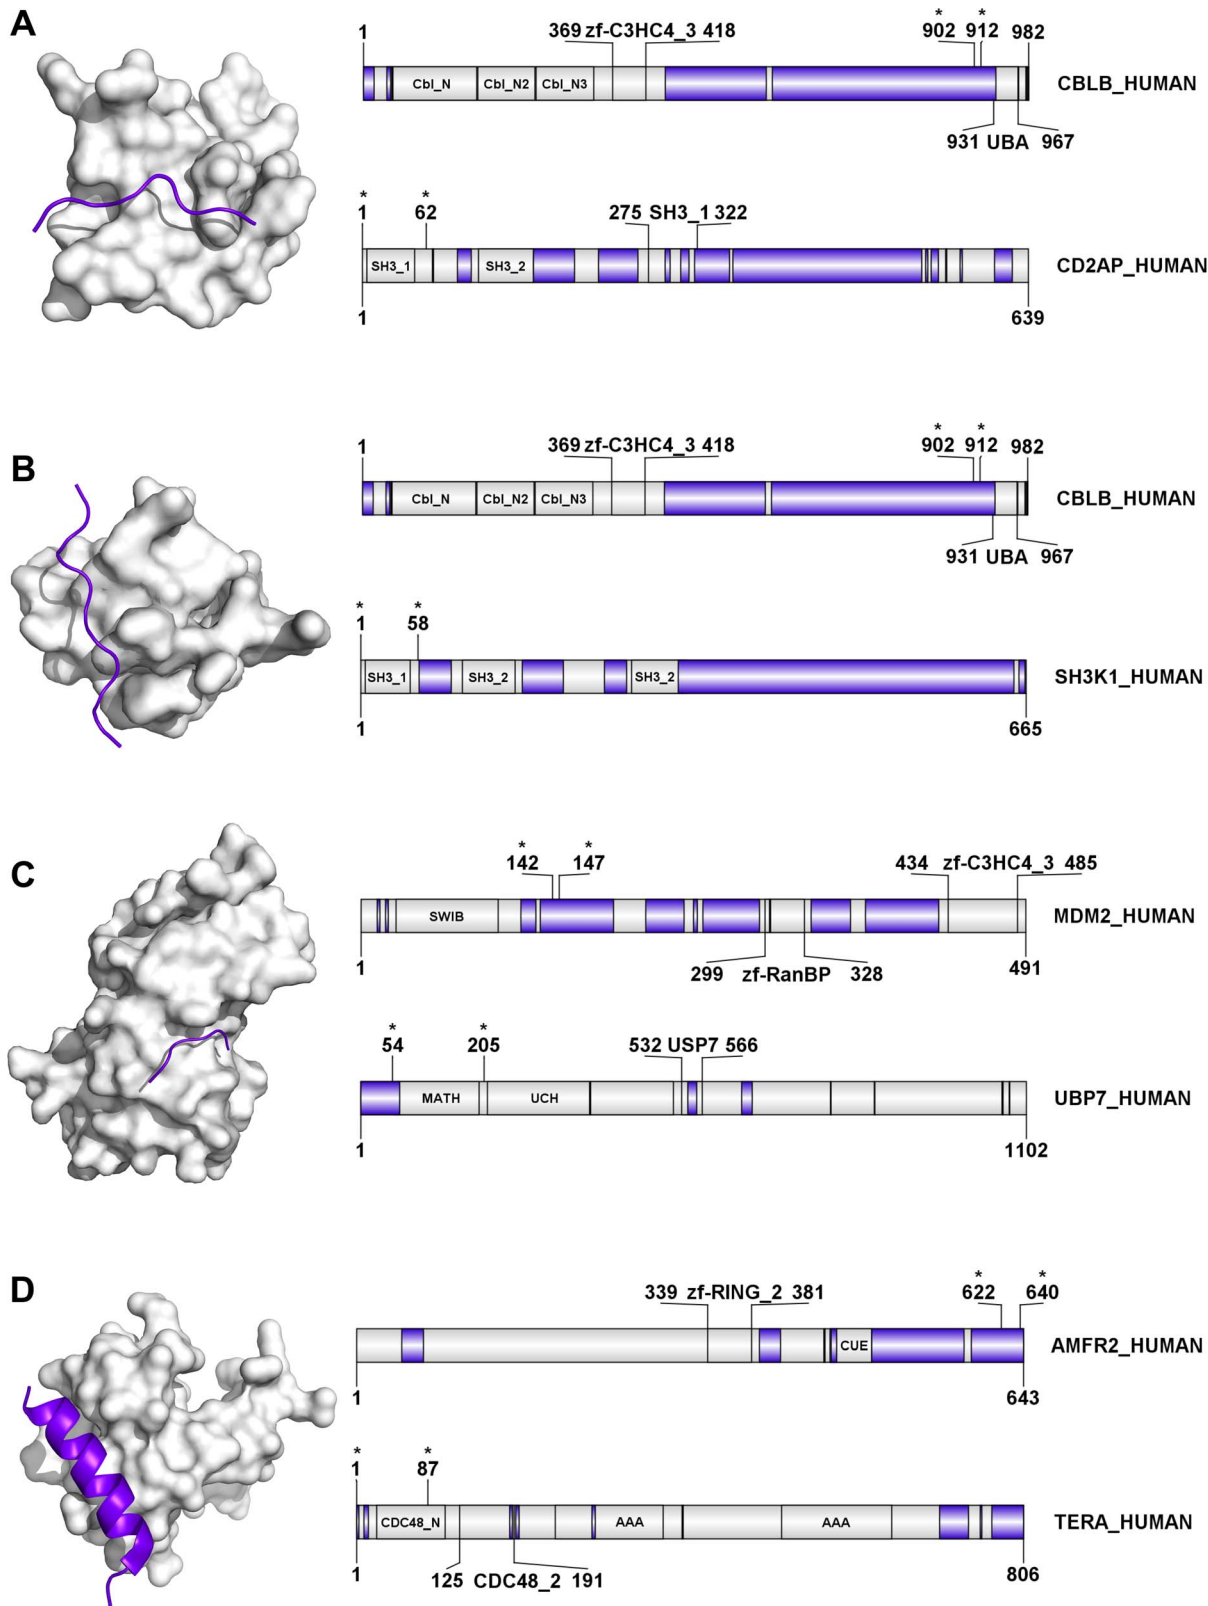 A
* *
1 369 zf-C3HC4_3 418 902 912 982
Cbl_N Cbl_N2 Cbl_N3 CBLB_HUMAN
931 UBA 967
* *
1 62 275 SH3_1 322
SH3_1 SH3_2 CD2AP_HUMAN
1 639
B
* *
1 369 zf-C3HC4_3 418 902 912 982
Cbl_N Cbl_N2 Cbl_N3 CBLB_HUMAN
931 UBA 967
* *
1 58
SH3_1 SH3_2 SH3_2 SH3K1_HUMAN
1 665
C
* *
142 147 434 zf-C3HC4_3 485
SWIB MDM2_HUMAN
1 299 zf-RanBP 328 491
* *
54 205 532 USP7 566
MATH UCH UBP7_HUMAN
1 1102
D
* *
339 zf-RING_2 381 622 640
CUE AMFR2_HUMAN
1 643
* *
1 87
CDC48_N AAA AAA TERA_HUMAN
1 125 CDC48_2 191 806